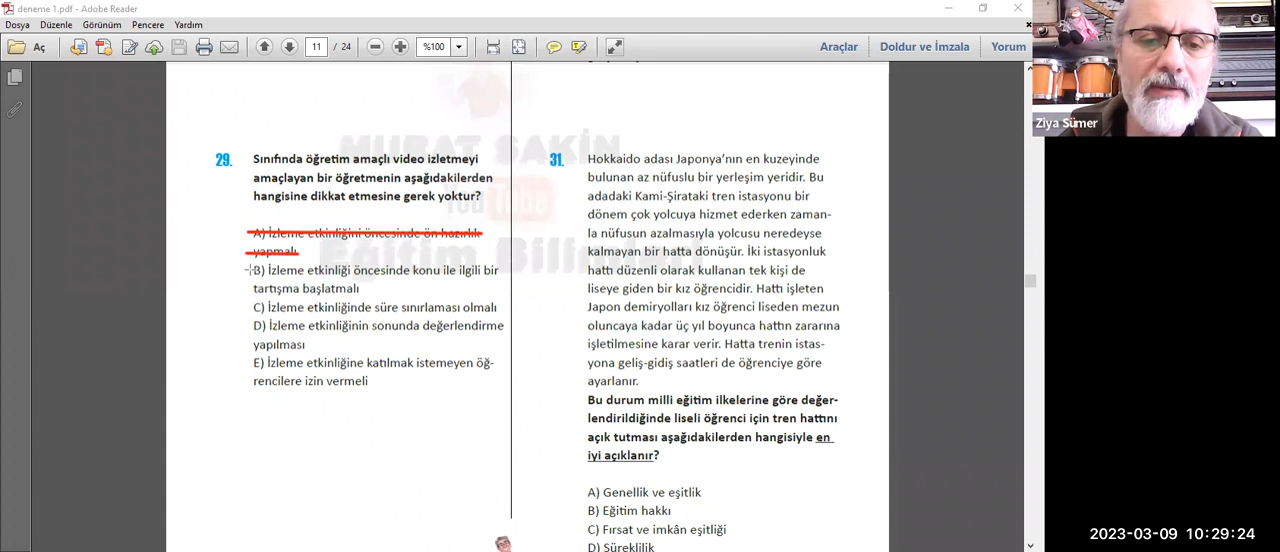 deneme 1.pdf - Adobe Reader
Dosya Düzenle Görünüm Pencere Yardım
Aç
11 / 24
%100
Araçlar
Doldur ve İmzala
Yorum
Ziya Sümer
MURAT SAKİN
YouTube
Eğitim Bilimleri
29. Sınıfında öğretim amaçlı video izletmeyi
amaçlayan bir öğretmenin aşağıdakilerden
hangisine dikkat etmesine gerek yoktur?
A) İzleme etkinliğini öncesinde ön hazırlık
yapmalı
B) İzleme etkinliği öncesinde konu ile ilgili bir
tartışma başlatmalı
C) İzleme etkinliğinde süre sınırlaması olmalı
D) İzleme etkinliğinin sonunda değerlendirme
yapılması
E) İzleme etkinliğine katılmak istemeyen öğ-
rencilere izin vermeli
31. Hokkaido adası Japonya’nın en kuzeyinde
bulunan az nüfuslu bir yerleşim yeridir. Bu
adadaki Kami-Şirataki tren istasyonu bir
dönem çok yolcuya hizmet ederken zaman-
la nüfusun azalmasıyla yolcusu neredeyse
kalmayan bir hatta dönüşür. İki istasyonluk
hattı düzenli olarak kullanan tek kişi de
liseye giden bir kız öğrencidir. Hattı işleten
Japon demiryolları kız öğrenci liseden mezun
oluncaya kadar üç yıl boyunca hattın zararına
işletilmesine karar verir. Hatta trenin istas-
yona geliş-gidiş saatleri de öğrenciye göre
ayarlanır.
Bu durum milli eğitim ilkelerine göre değer-
lendirildiğinde liseli öğrenci için tren hattını
açık tutması aşağıdakilerden hangisiyle en
iyi açıklanır?
A) Genellik ve eşitlik
B) Eğitim hakkı
C) Fırsat ve imkân eşitliği
D) Süreklilik
2023-03-09 10:29:24